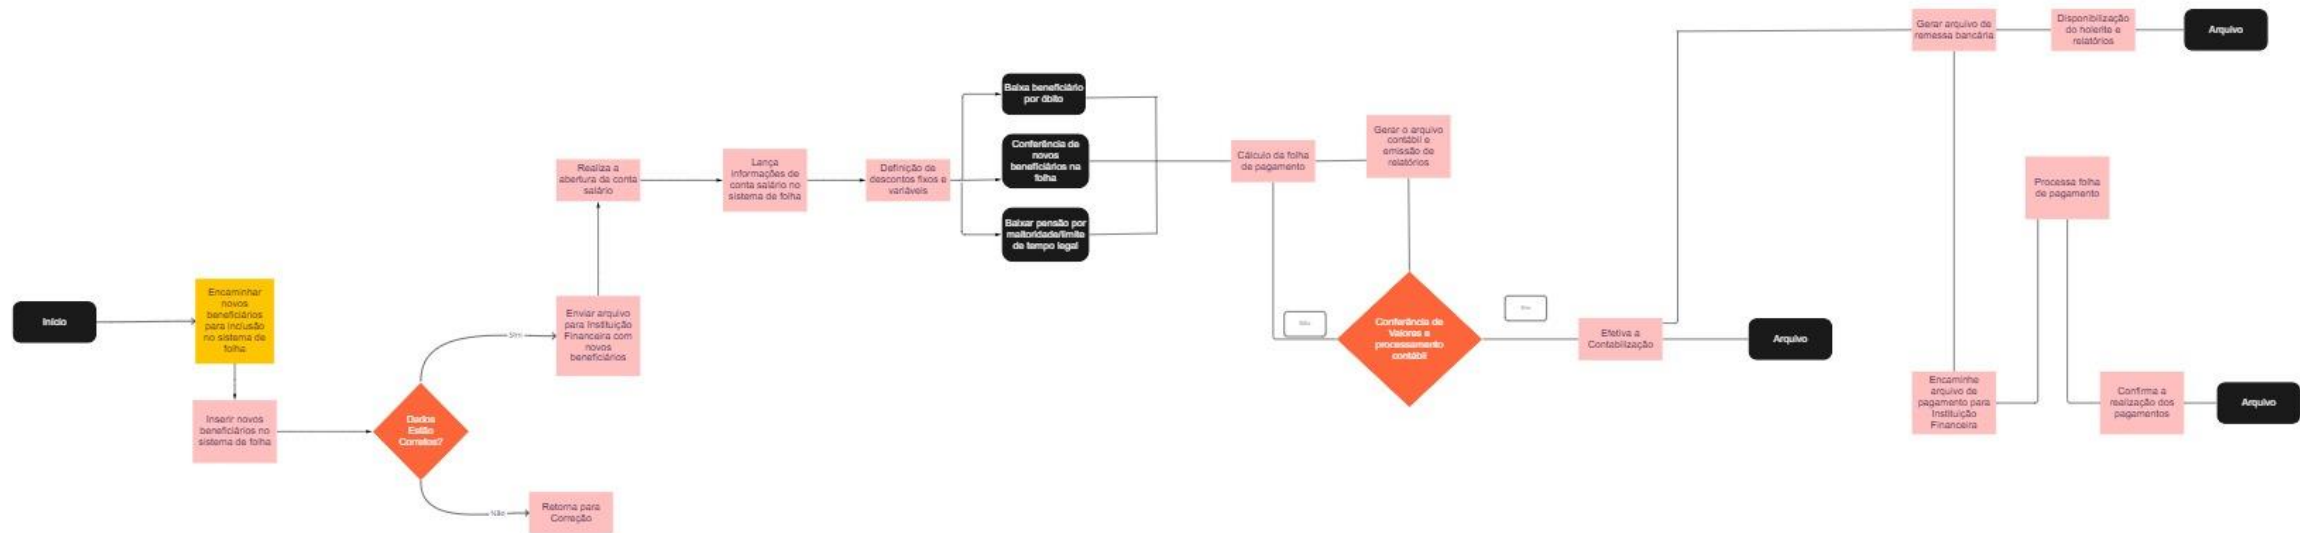 Início
Encaminhar
novos
beneficiários
para inclusão
no sistema de
folha
Inserir novos
beneficiários no
sistema de folha
Dados
Estão
Corretos?
Sim
Não
Retorna para
Correção
Enviar arquivo
para Instituição
Financeira com
novos
beneficiários
Realiza a
abertura da conta
salário
Lança
informações de
conta salário no
sistema de folha
Definição de
descontos fixos e
variáveis
Baixa beneficiário
por óbito
Conferência de
novos
beneficiários na
folha
Baixar pensão por
maitoridade/limite
de tempo legal
Cálculo da folha
de pagamento
Gerar o arquivo
contábil e
emissão de
relatórios
Não
Conferência de
Valores e
processamento
contábil
Sim
Efetiva a
Contabilização
Arquivo
Gerar arquivo de
remessa bancária
Disponibilização
do holerite e
relatórios
Arquivo
Encaminhe
arquivo de
pagamento para
Instituição
Financeira
Processa folha
de pagamento
Confirma a
realização dos
pagamentos
Arquivo